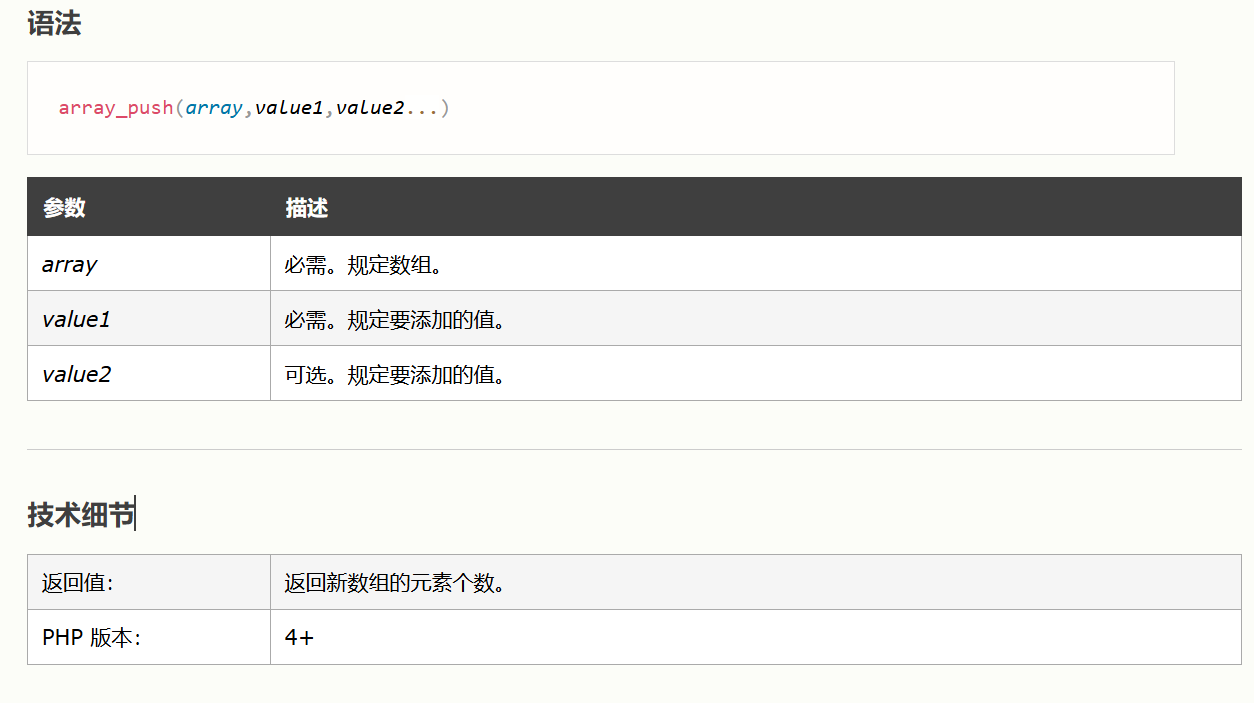 语法
array_push(array,value1,value2...)
参数 描述
array 必需。规定数组。
value1 必需。规定要添加的值。
value2 可选。规定要添加的值。
技术细节
返回值: 返回新数组的元素个数。
PHP 版本: 4+